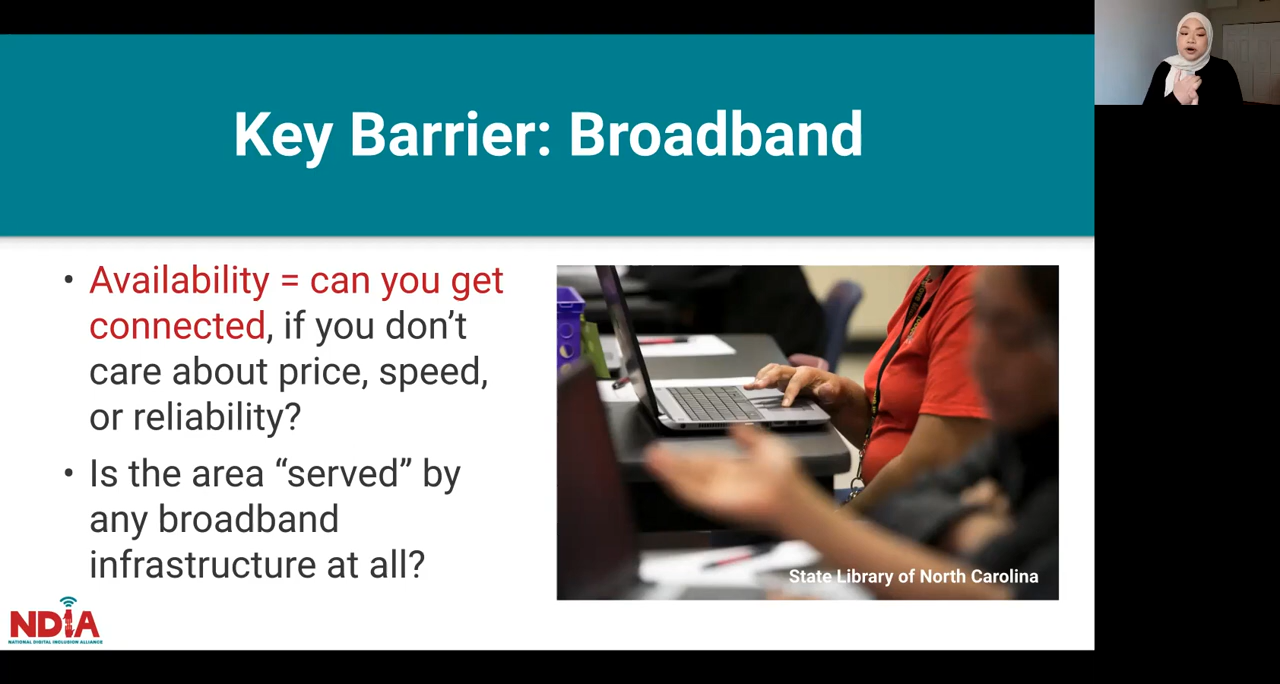 Key Barrier: Broadband
• Availability = can you get
connected, if you don’t
care about price, speed,
or reliability?
• Is the area “served” by
any broadband
infrastructure at all?
State Library of North Carolina
NDIA
NATIONAL DIGITAL INCLUSION ALLIANCE